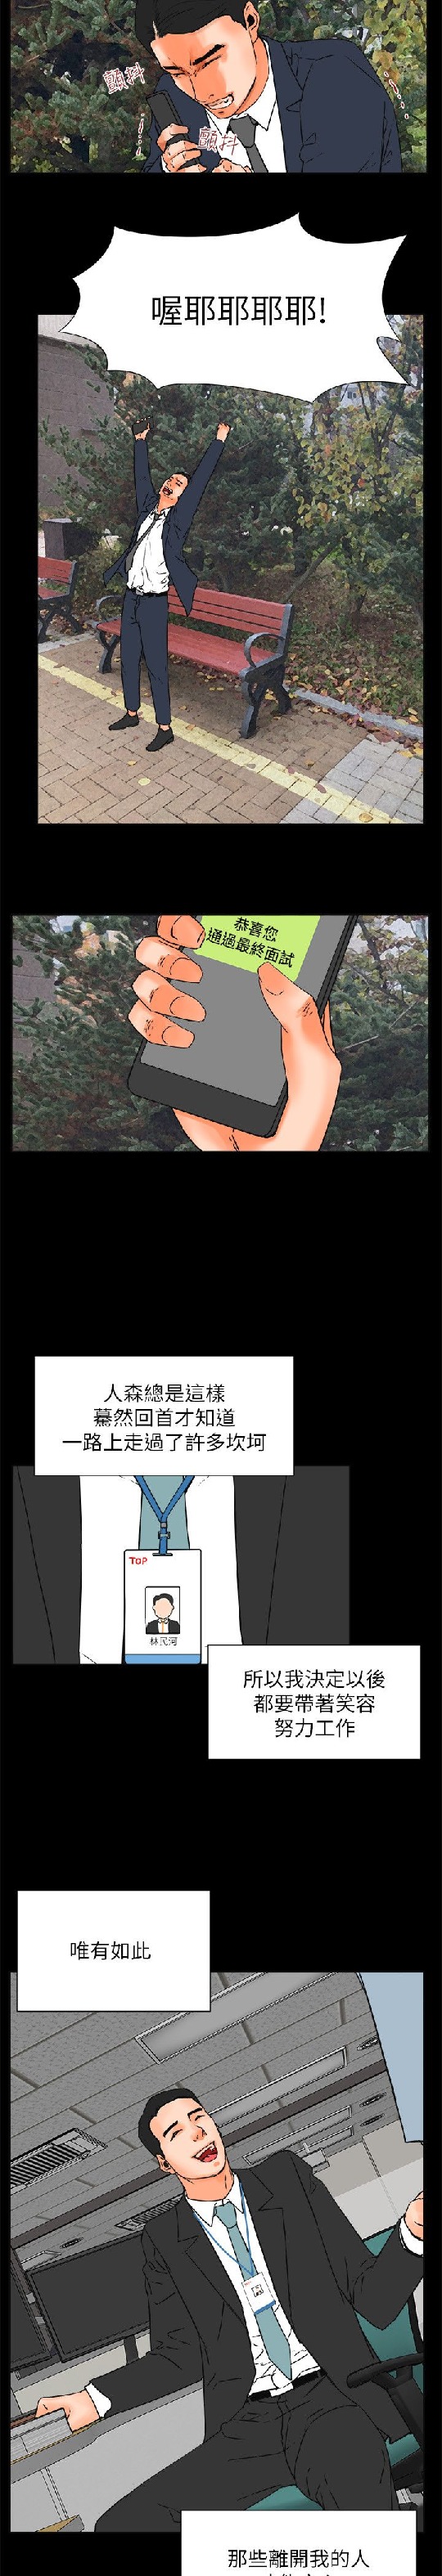 顫抖
顫抖
喔耶耶耶耶!
恭喜您
通過最終面試
人森總是這樣
驀然回首才知道
一路上走過了許多坎坷
TOP
林民河
所以我決定以後
都要帶著笑容
努力工作
唯有如此
那些離開我的人